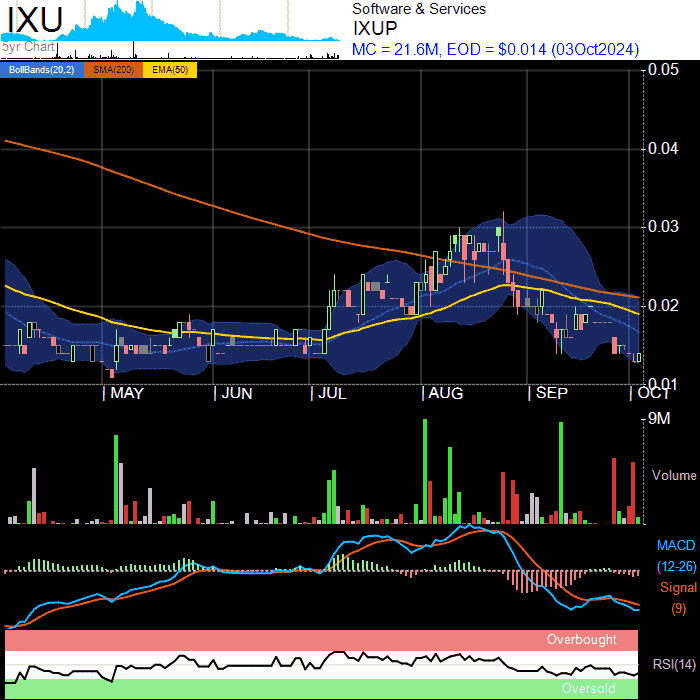 IXU
5yr Chart
Software & Services
IXUP
MC = 21.6M, EOD = $0.014 (03Oct2024)
BollBands(20,2) SMA(200) EMA(50)
0.05
0.04
0.03
0.02
0.01
MAY JUN JUL AUG SEP OCT
9M
Volume
MACD
(12-26)
Signal
(9)
Overbought
RSI(14)
Oversold